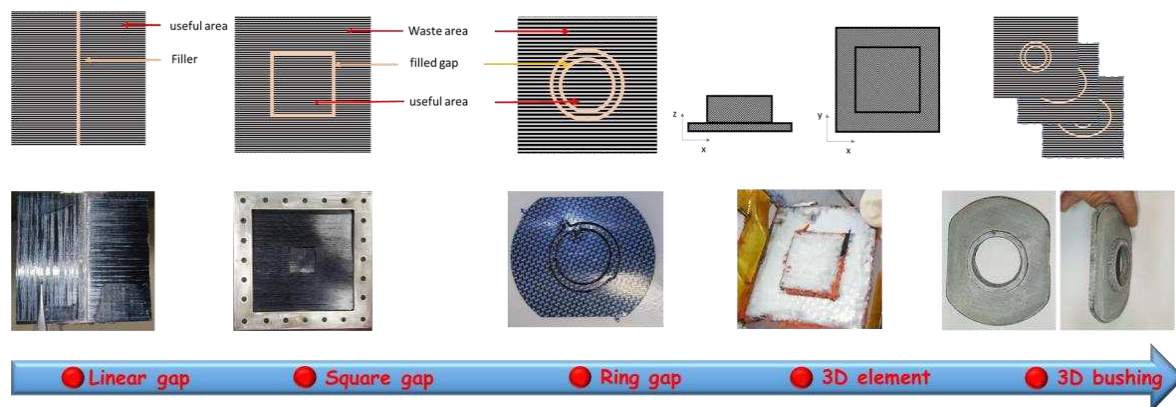 useful area
Filler
Waste area
filled gap
useful area
z
x
y
x
Linear gap
Square gap
Ring gap
3D element
3D bushing